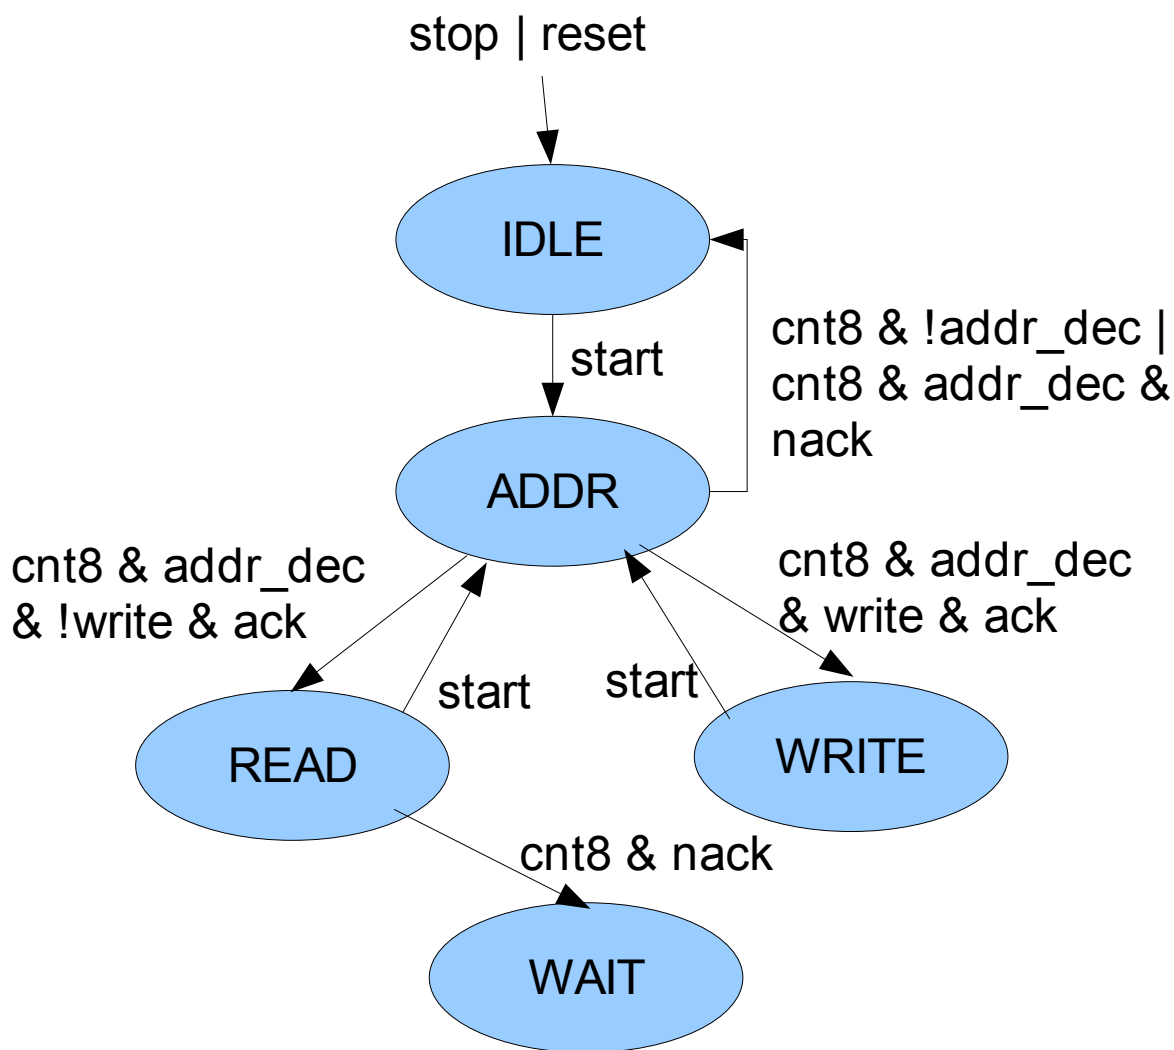 stop | reset
IDLE
start
cnt8 & !addr_dec |
cnt8 & addr_dec &
nack
ADDR
cnt8 & addr_dec
& !write & ack
cnt8 & addr_dec
& write & ack
start
start
READ
WRITE
cnt8 & nack
WAIT